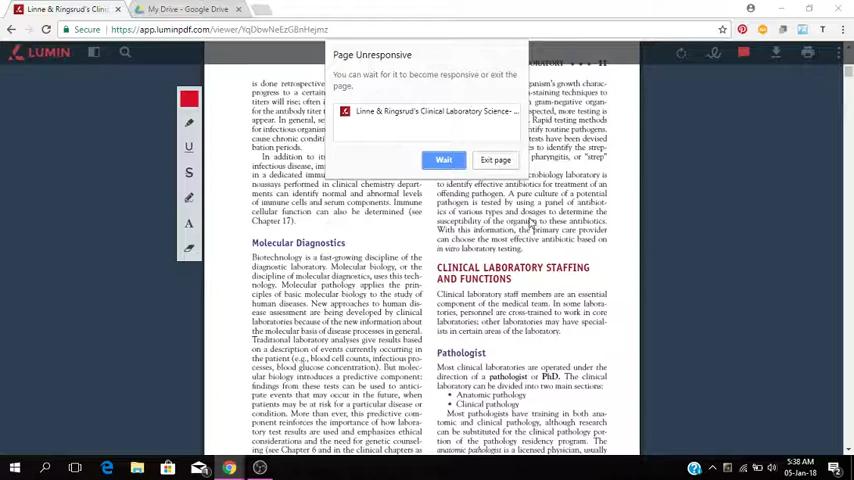 Linne & Ringsrud's Clini
My Drive - Google Drive
Secure
https://app.luminpdf.com/viewer/YqDbwNeEzGBnHejmz
LUMIN
Page Unresponsive
You can wait for it to become responsive or exit the
page.
Linne & Ringsrud's Clinical Laboratory Science- ...
Wait
Exit page
11
is done retrospective
progress to a certai
titers will rise; often i
for the antibody titer t
appear. In general, se
for infectious organism
cause chronic condition
bation periods.
In addition to it
infectious disease, im
in a dedicated immu
noassays performed in clinical chemistry depart-
ments can identify normal and abnormal levels
of immune cells and serum components. Immune
cellular function can also be determined (see
Chapter 17).
Molecular Diagnostics
Biotechnology is a fast-growing discipline of the
diagnostic laboratory. Molecular biology, or the
discipline of molecular diagnostics, uses this tech-
nology. Molecular pathology applies the prin-
ciples of basic molecular biology to the study of
human diseases. New approaches to human dis-
ease assessment are being developed by clinical
laboratories because of the new information about
the molecular basis of disease processes in general.
Traditional laboratory analyses give results based
on a description of events currently occurring in
the patient (e.g., blood cell counts, infectious pro-
cesses, blood glucose concentration). But molec-
ular biology introduces a predictive component:
findings from these tests can be used to antici-
pate events that may occur in the future, when
patients may be at risk for a particular disease or
condition. More than ever, this predictive com-
ponent reinforces the importance of how labora-
tory test results are used and emphasizes ethical
considerations and the need for genetic counsel-
ing (see Chapter 6 and in the clinical chapters as
ganism's growth charac-
-staining techniques to
gram-negative organ-
spected, more testing is
Rapid testing methods
ntify routine pathogens.
tests have been devised
bation to identify the strep-
pharyngitis, or "strep"
crobiology laboratory is
to identify effective antibiotics for treatment of an
offending pathogen. A pure culture of a potential
pathogen is tested by using a panel of antibiot-
ics of various types and dosages to determine the
susceptibility of the organism to these antibiotics.
With this information, the primary care provider
can choose the most effective antibiotic based on
in vitro laboratory testing.
CLINICAL LABORATORY STAFFING
AND FUNCTIONS
Clinical laboratory staff members are an essential
component of the medical team. In some labora-
tories, personnel are cross-trained to work in core
laboratories; other laboratories may have special-
ists in certain areas of the laboratory.
Pathologist
Most clinical laboratories are operated under the
direction of a pathologist or PhD. The clinical
laboratory can be divided into two main sections:
• Anatomic pathology
• Clinical pathology
Most pathologists have training in both ana-
tomic and clinical pathology, although research
can be substituted for the clinical pathology por-
tion of the pathology residency program. The
anatomic pathologist is a licensed physician, usually
5:38 AM
05-Jan-18